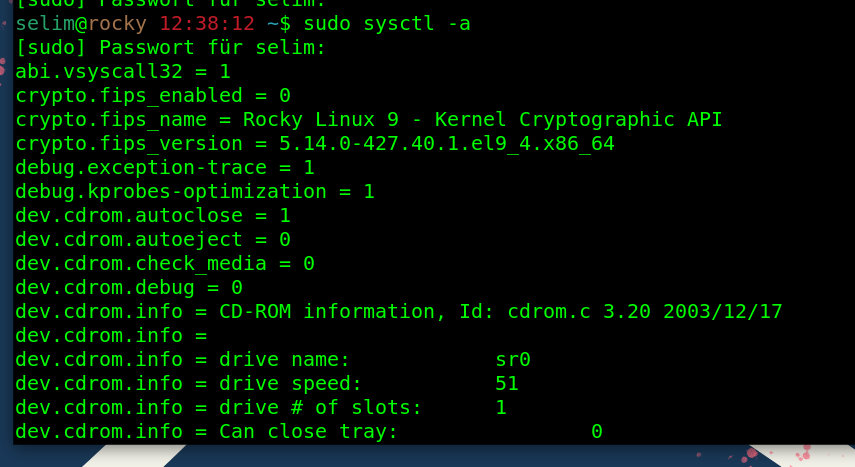 [sudo] Passwort für selim:
selim@rocky 12:38:12 ~$ sudo sysctl -a
[sudo] Passwort für selim:
abi.vsyscall32 = 1
crypto.fips_enabled = 0
crypto.fips_name = Rocky Linux 9 - Kernel Cryptographic API
crypto.fips_version = 5.14.0-427.40.1.el9_4.x86_64
debug.exception-trace = 1
debug.kprobes-optimization = 1
dev.cdrom.autoclose = 1
dev.cdrom.autoeject = 0
dev.cdrom.check_media = 0
dev.cdrom.debug = 0
dev.cdrom.info = CD-ROM information, Id: cdrom.c 3.20 2003/12/17
dev.cdrom.info =
dev.cdrom.info = drive name:            sr0
dev.cdrom.info = drive speed:           51
dev.cdrom.info = drive # of slots:      1
dev.cdrom.info = Can close tray:                0